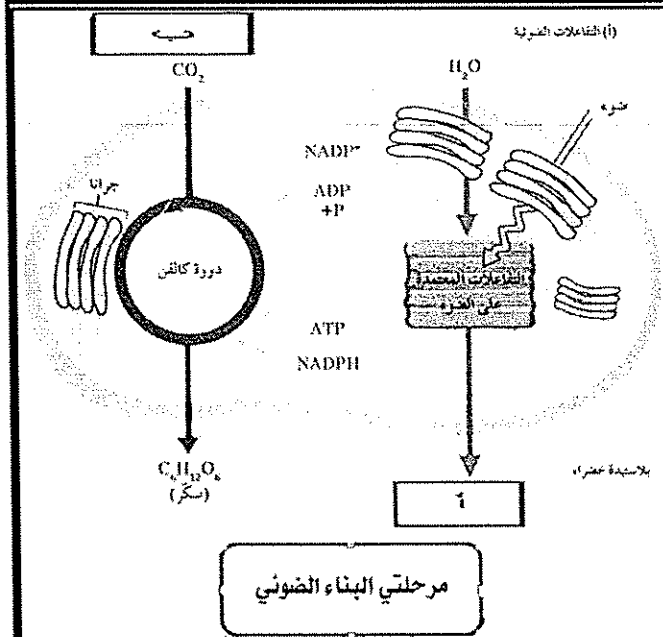 (أ) التفاعلات الضوئية
ب
CO₂
H₂O
ضوء
NADP⁺
ADP
+P
جرانا
دورة كالفن
التفاعلات المعتمدة
على الضوء
ATP
NADPH
C₆H₁₂O₆
(سكر)
بلاستيدة خضراء
أ
مرحلتي البناء الضوئي